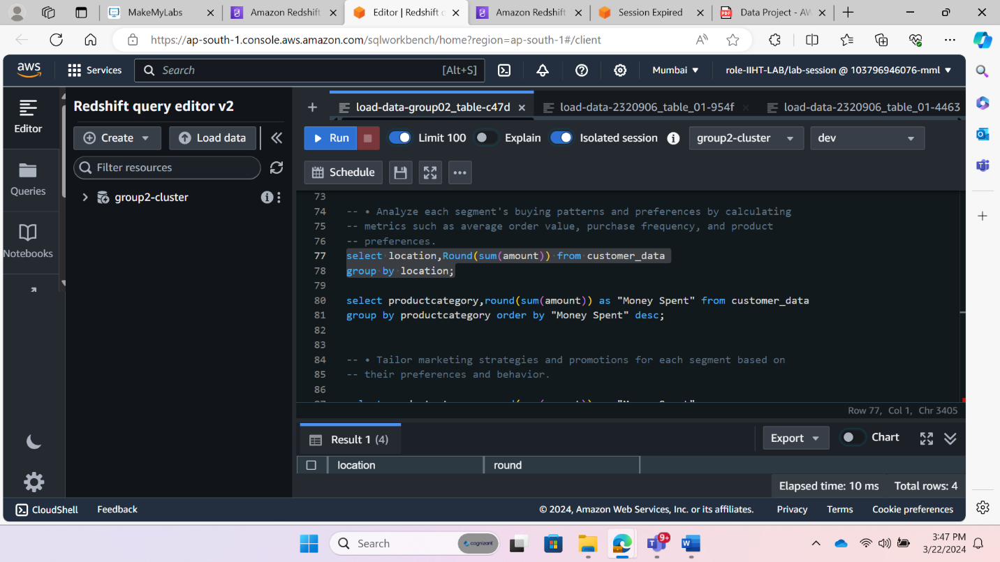 MakeMyLabs
Amazon Redshift
Editor | Redshift
Amazon Redshift
Session Expired
Data Project - AW
https://ap-south-1.console.aws.amazon.com/sqlworkbench/home?region=ap-south-1#/client
aws
Services
Search
[Alt+S]
Mumbai
role-IIHT-LAB/lab-session @ 103796946076-mml
Editor
Queries
Notebooks
Redshift query editor v2
Create
Load data
Filter resources
group2-cluster
load-data-group02_table-c47d
load-data-2320906_table_01-954f
load-data-2320906_table_01-4463
Run
Limit 100
Explain
Isolated session
group2-cluster
dev
Schedule
73
74 -- • Analyze each segment's buying patterns and preferences by calculating
75 -- metrics such as average order value, purchase frequency, and product
76 -- preferences.
77 select location,Round(sum(amount)) from customer_data
78 group by location;
79
80 select productcategory,round(sum(amount)) as "Money Spent" from customer_data
81 group by productcategory order by "Money Spent" desc;
82
83
84 -- • Tailor marketing strategies and promotions for each segment based on
85 -- their preferences and behavior.
86
Row 77, Col 1, Chr 3405
Result 1 (4)
Export
Chart
location
round
Elapsed time: 10 ms
Total rows: 4
CloudShell
Feedback
© 2024, Amazon Web Services, Inc. or its affiliates.
Privacy
Terms
Cookie preferences
Search
cognizant
9+
3:47 PM
3/22/2024